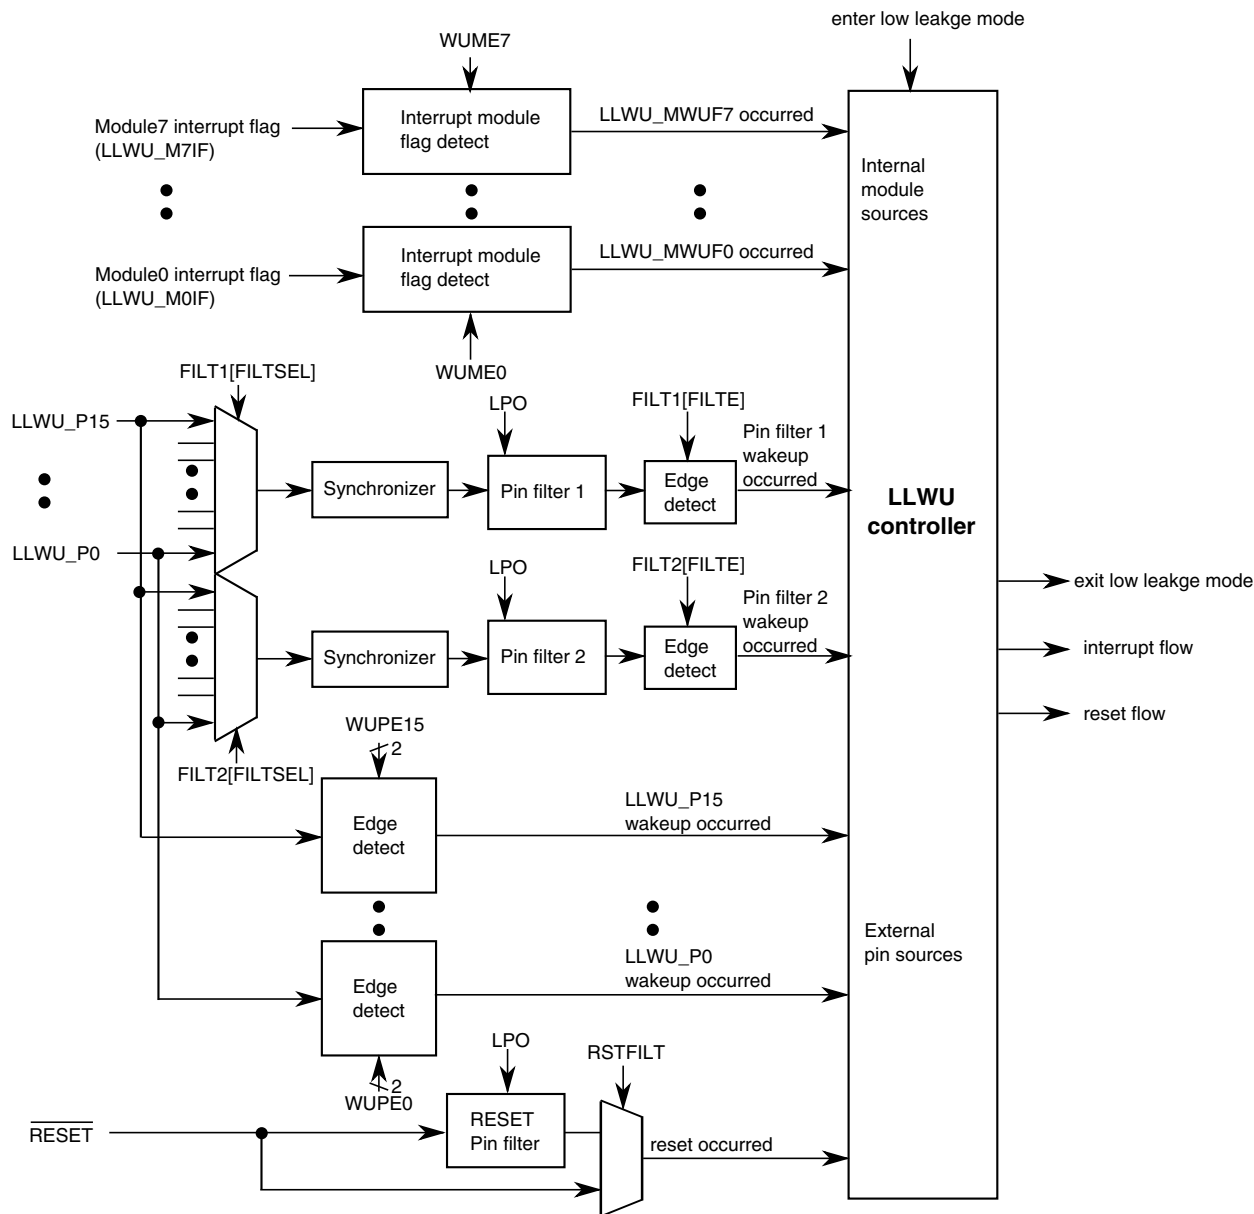 enter low leakge mode
WUME7
Interrupt module
flag detect
LLWU_MWUF7 occurred
Module7 interrupt flag
(LLWU_M7IF)
Internal
module
sources
Interrupt module
flag detect
LLWU_MWUF0 occurred
Module0 interrupt flag
(LLWU_M0IF)
WUME0
FILT1[FILTSEL]
LLWU_P15
LPO
FILT1[FILTE]
Pin filter 1
wakeup
occurred
Synchronizer
Pin filter 1
Edge
detect
LLWU
controller
LLWU_P0
LPO
FILT2[FILTE]
Pin filter 2
wakeup
occurred
exit low leakge mode
Synchronizer
Pin filter 2
Edge
detect
interrupt flow
reset flow
FILT2[FILTSEL]
WUPE15
2
Edge
detect
LLWU_P15
wakeup occurred
External
pin sources
LLWU_P0
wakeup occurred
Edge
detect
2
WUPE0
LPO
RSTFILT
RESET
RESET
Pin filter
reset occurred